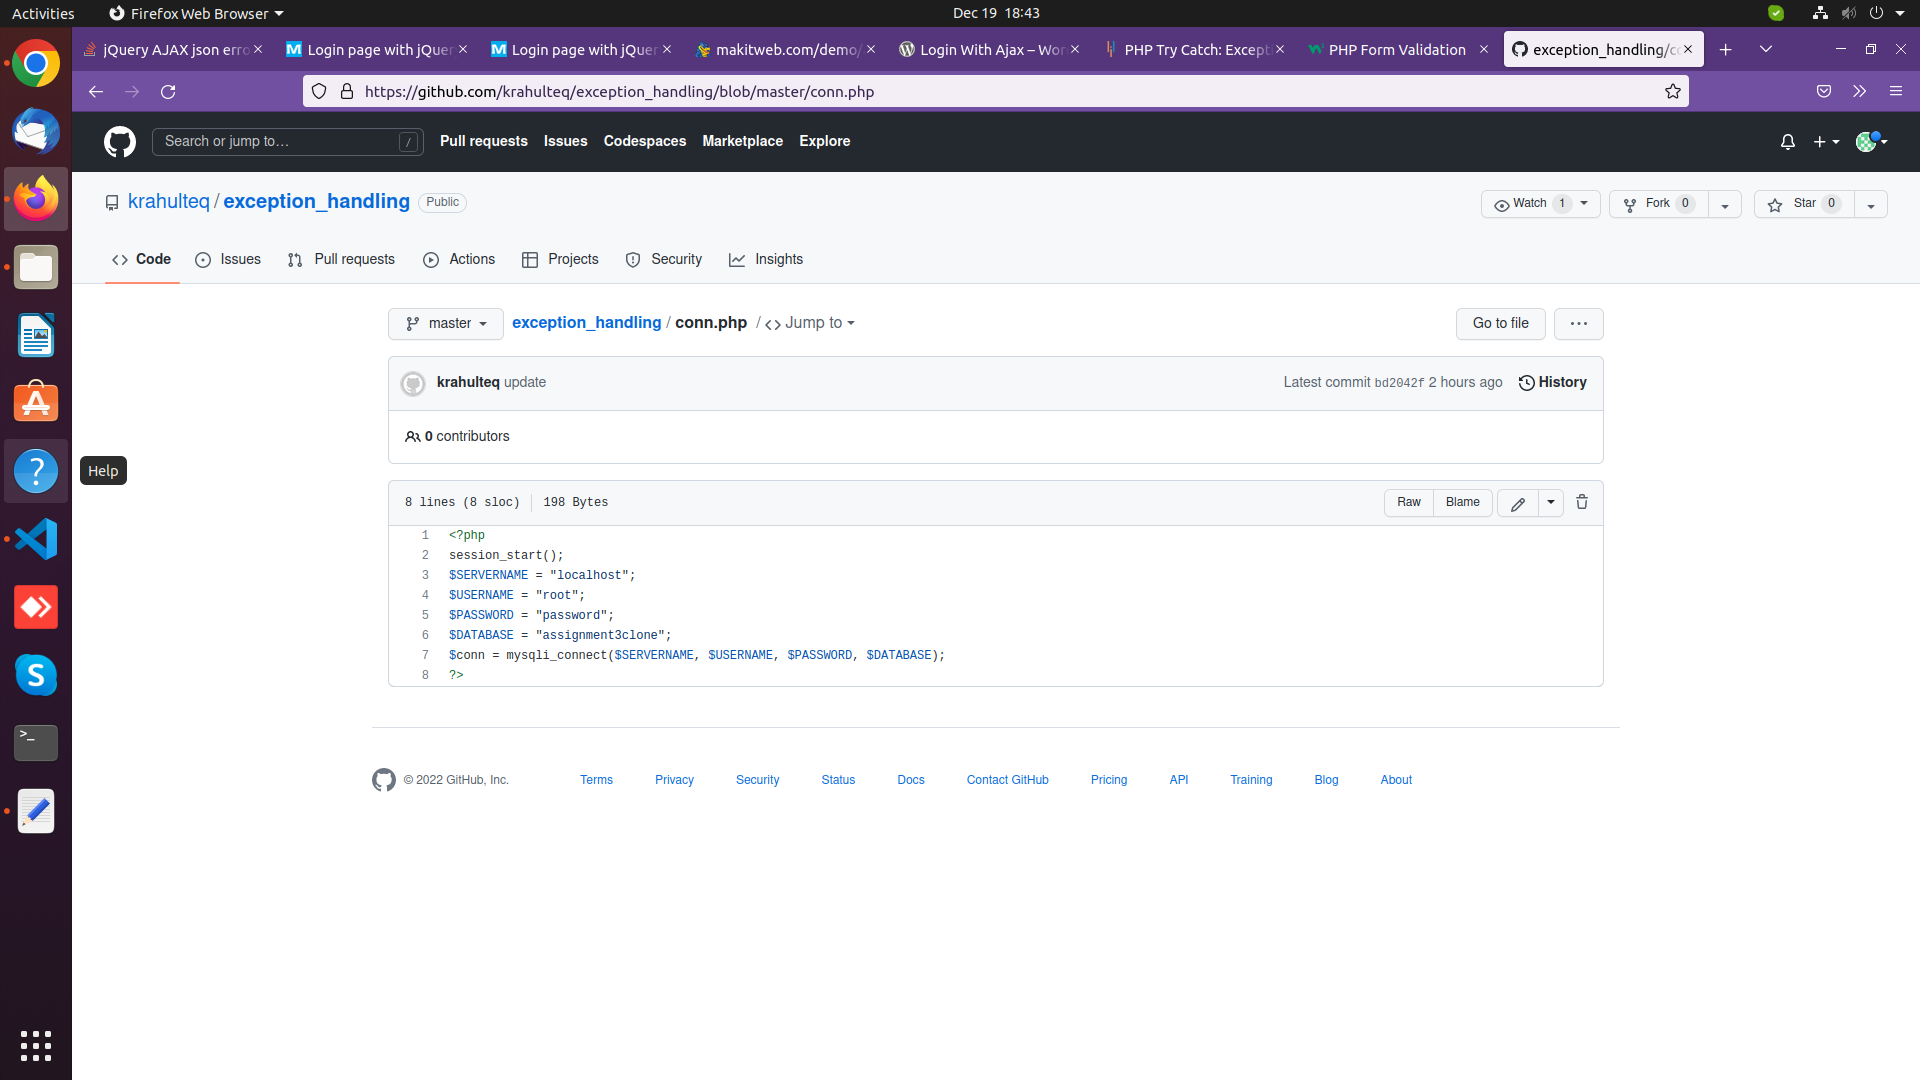 Activities Firefox Web Browser Dec 19 18:43
jQuery AJAX json erro Login page with jQuer Login page with jQuer makitweb.com/demo/ Login With Ajax – Wor PHP Try Catch: Except PHP Form Validation exception_handling/co
https://github.com/krahulteq/exception_handling/blob/master/conn.php
Search or jump to… / Pull requests Issues Codespaces Marketplace Explore
krahulteq / exception_handling Public Watch 1 Fork 0 Star 0
Code Issues Pull requests Actions Projects Security Insights
master exception_handling / conn.php / <> Jump to Go to file ...
krahulteq update Latest commit bd2042f 2 hours ago History
0 contributors
Help
8 lines (8 sloc) 198 Bytes Raw Blame
1 <?php
2 session_start();
3 $SERVERNAME = "localhost";
4 $USERNAME = "root";
5 $PASSWORD = "password";
6 $DATABASE = "assignment3clone";
7 $conn = mysqli_connect($SERVERNAME, $USERNAME, $PASSWORD, $DATABASE);
8 ?>
© 2022 GitHub, Inc. Terms Privacy Security Status Docs Contact GitHub Pricing API Training Blog About